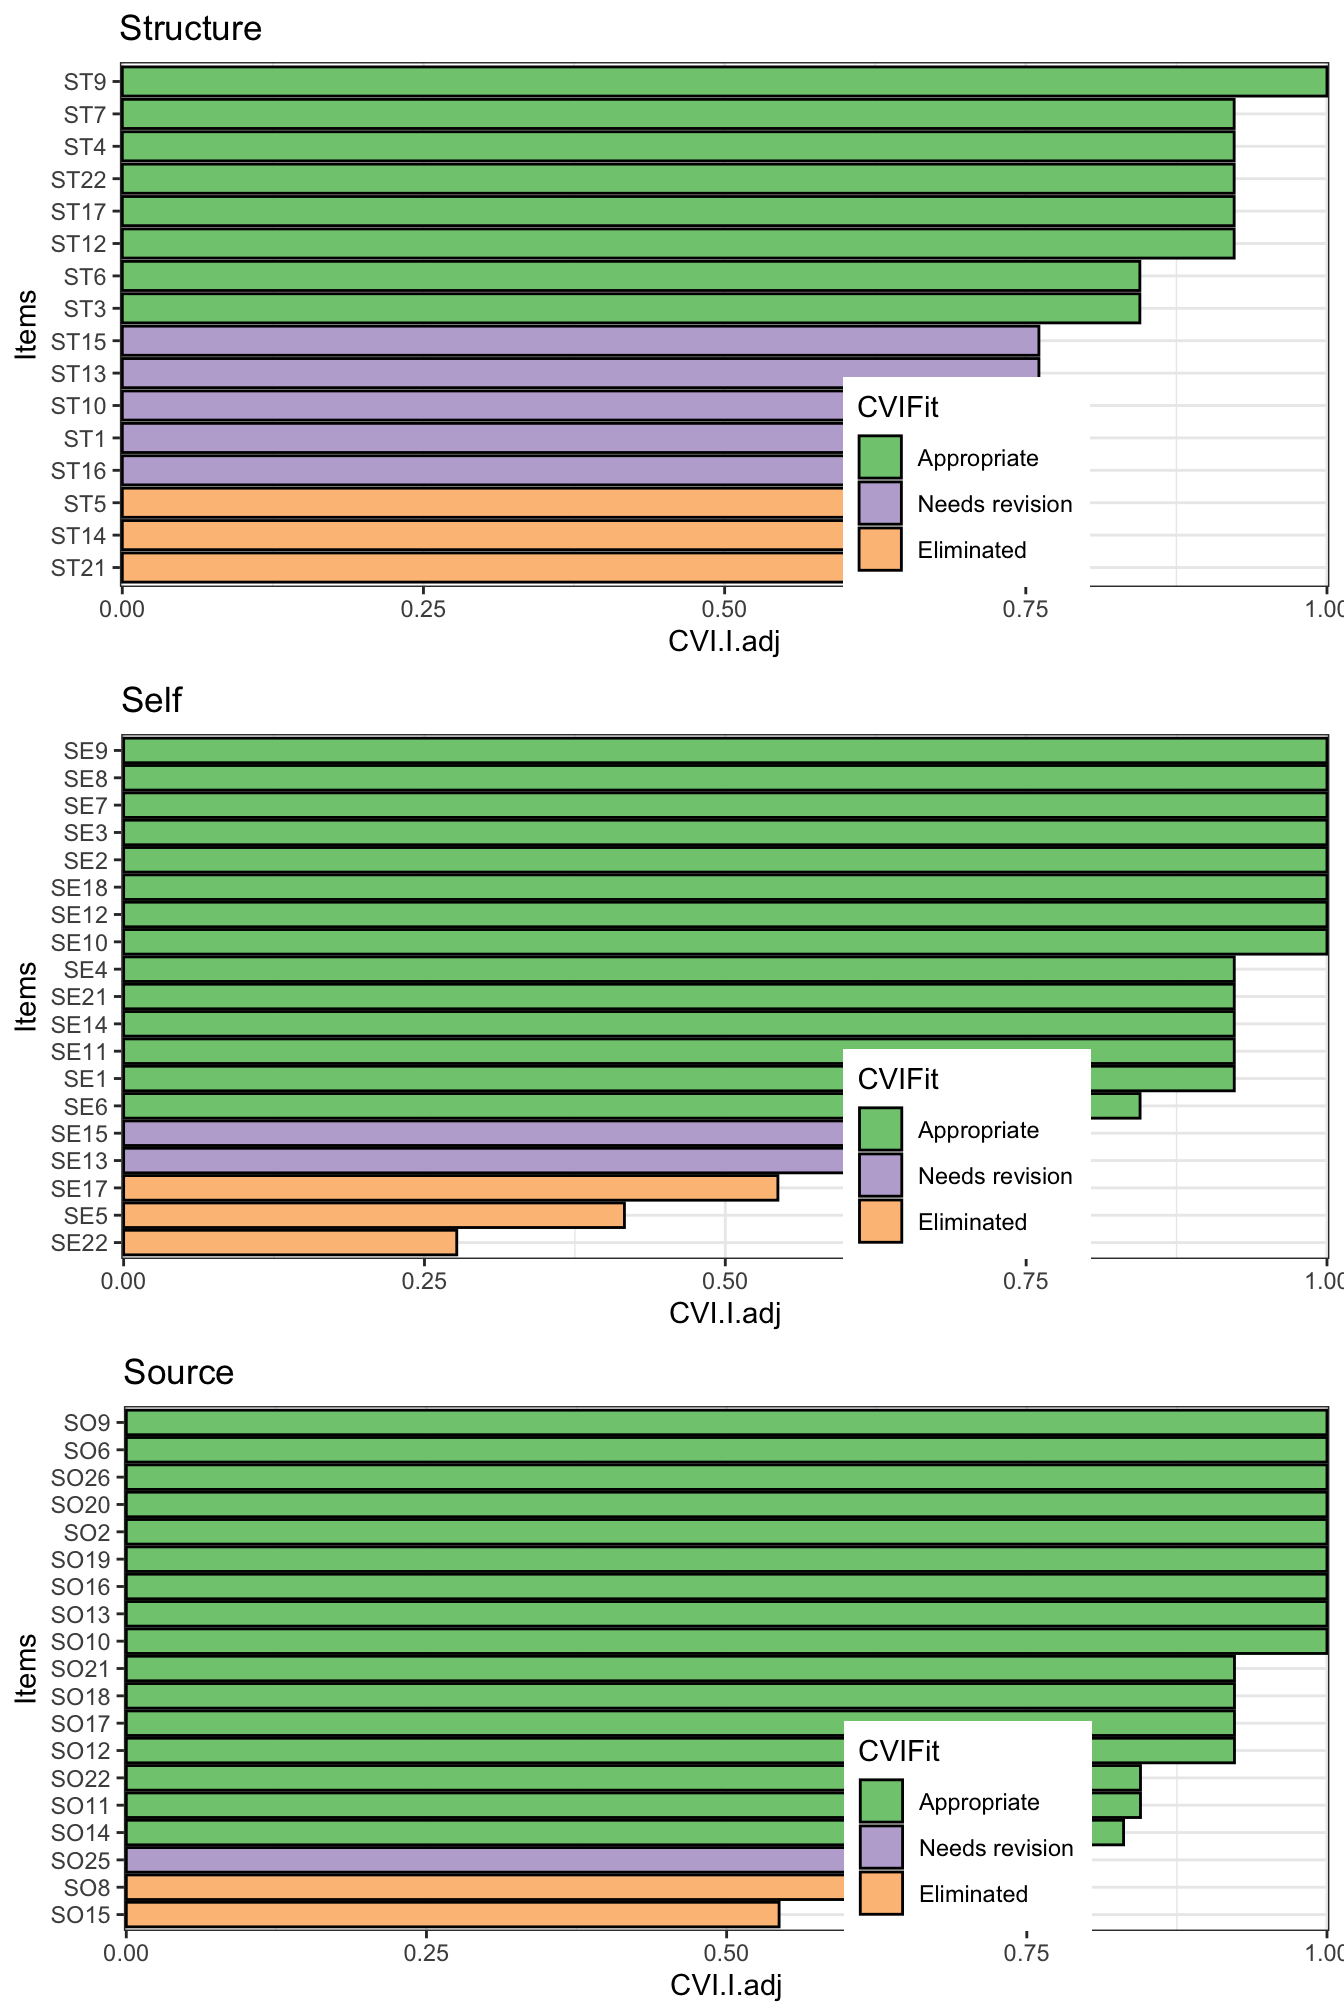 Structure
ST9
ST7
ST4
ST22
ST17
ST12
ST6
ST3
ST15
ST13
ST10
ST1
ST16
ST5
ST14
ST21
Items
CVIFit
Appropriate
Needs revision
Eliminated
0.00 0.25 0.50 0.75 1.00
CVI.I.adj
Self
SE9
SE8
SE7
SE3
SE2
SE18
SE12
SE10
SE4
SE21
SE14
SE11
SE1
SE6
SE15
SE13
SE17
SE5
SE22
Items
CVIFit
Appropriate
Needs revision
Eliminated
0.00 0.25 0.50 0.75 1.00
CVI.I.adj
Source
SO9
SO6
SO26
SO20
SO2
SO19
SO16
SO13
SO10
SO21
SO18
SO17
SO12
SO22
SO11
SO14
SO25
SO8
SO15
Items
CVIFit
Appropriate
Needs revision
Eliminated
0.00 0.25 0.50 0.75 1.00
CVI.I.adj